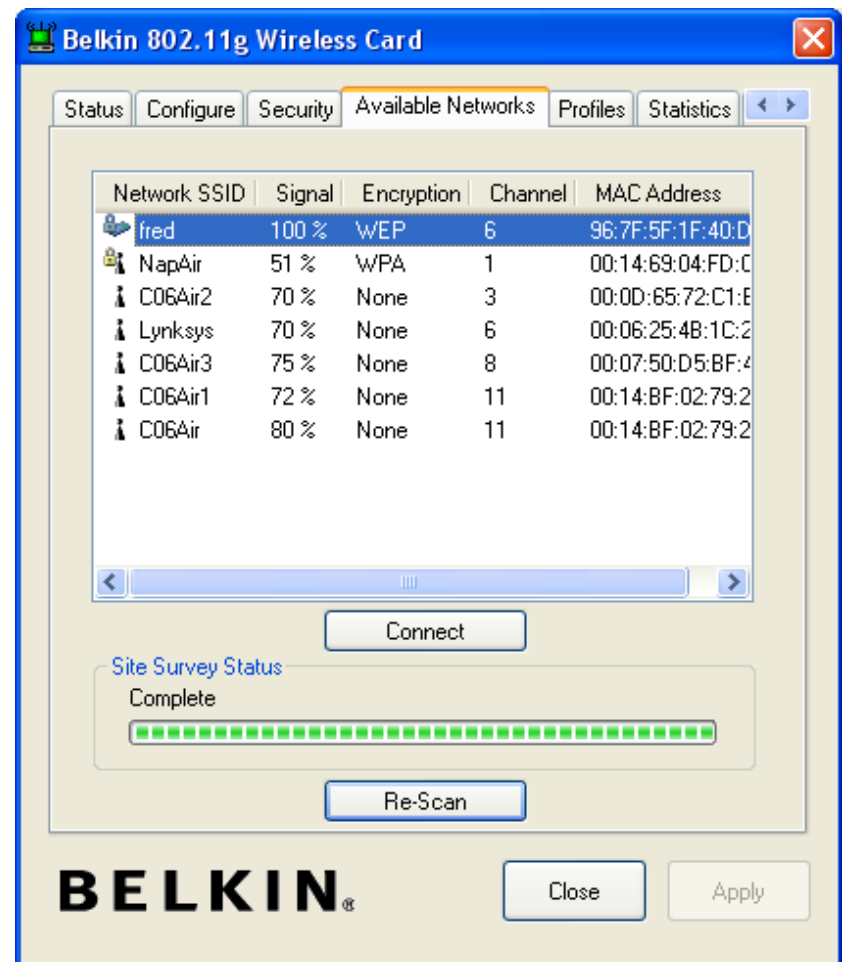 Belkin 802.11g Wireless Card
Status Configure Security Available Networks Profiles Statistics
Network SSID Signal Encryption Channel MAC Address
fred 100 % WEP 6 96:7F:5F:1F:40:D
NapAir 51 % WPA 1 00:14:69:04:FD:C
C06Air2 70 % None 3 00:0D:65:72:C1:E
Lynksys 70 % None 6 00:06:25:4B:1C:2
C06Air3 75 % None 8 00:07:50:D5:BF:4
C06Air1 72 % None 11 00:14:BF:02:79:2
C06Air 80 % None 11 00:14:BF:02:79:2
Connect
Site Survey Status
Complete
Re-Scan
BELKIN® Close Apply